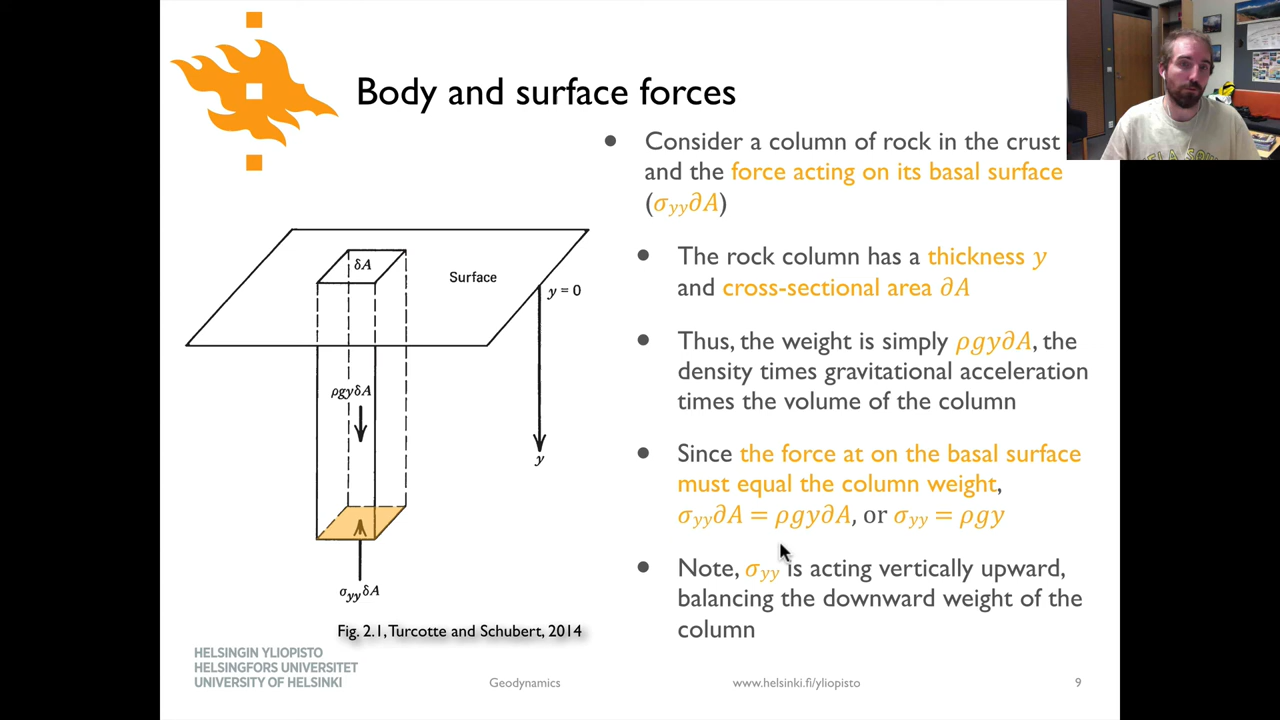 Body and surface forces
Consider a column of rock in the crust
and the force acting on its basal surface
(σyy∂A)
The rock column has a thickness y
and cross-sectional area ∂A
Thus, the weight is simply ρgy∂A, the
density times gravitational acceleration
times the volume of the column
Since the force at on the basal surface
must equal the column weight,
σyy∂A = ρgy∂A, or σyy = ρgy
Note, σyy is acting vertically upward,
balancing the downward weight of the
column
δA
Surface
y = 0
ρgyδA
y
σyyδA
Fig. 2.1, Turcotte and Schubert, 2014
HELSINGIN YLIOPISTO
HELSINGFORS UNIVERSITET
UNIVERSITY OF HELSINKI
Geodynamics
www.helsinki.fi/yliopisto
9